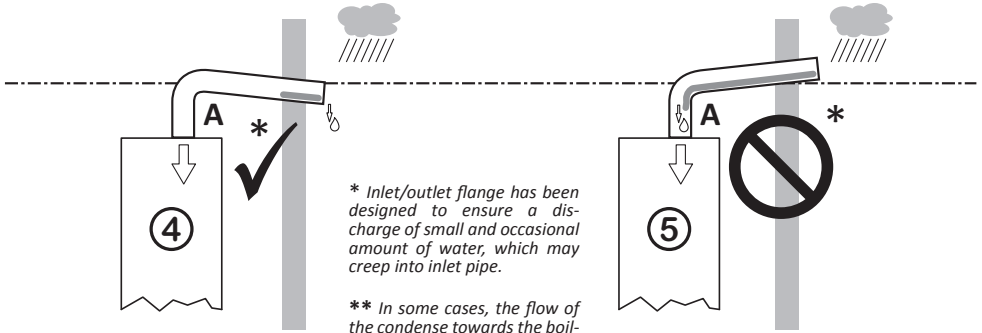 A
*
4
* Inlet/outlet flange has been
designed to ensure a dis-
charge of small and occasional
amount of water, which may
creep into inlet pipe.
** In some cases, the flow of
the condense towards the boil-
A
*
5